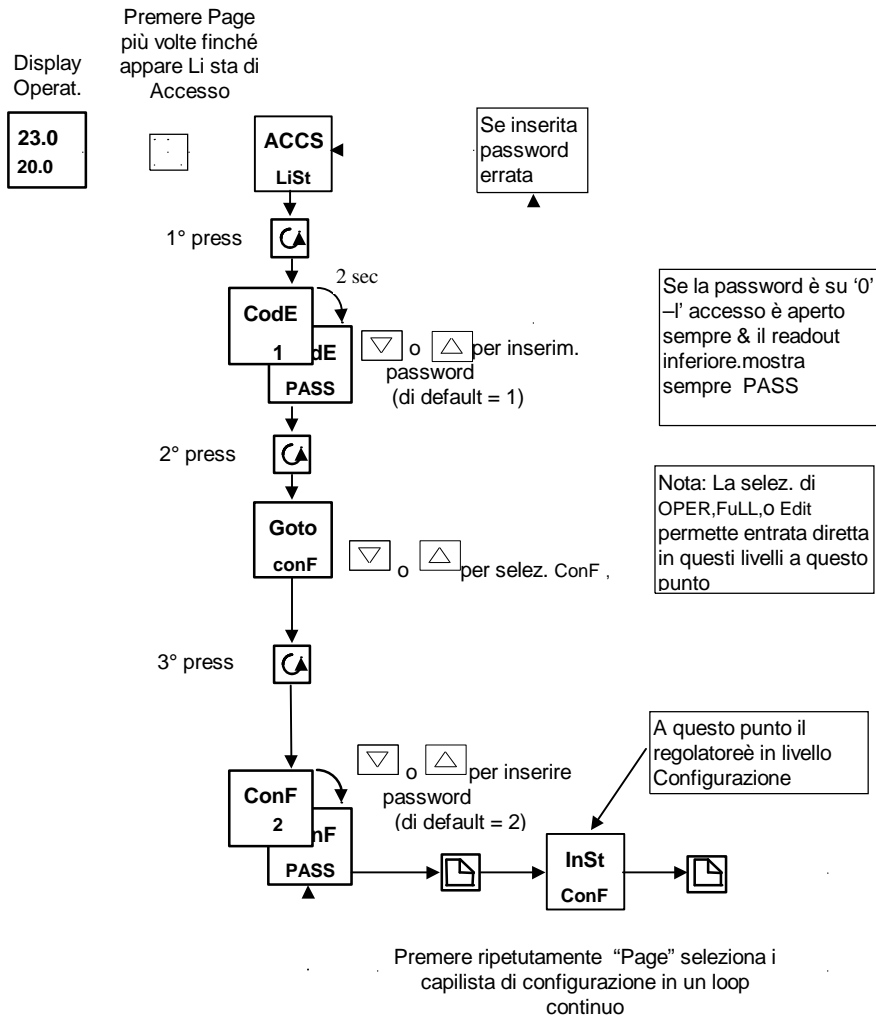 Premere Page
più volte finché
appare Li sta di
Accesso
Display
Operat.
23.0
20.0
ACCS
LiSt
Se inserita
password
errata
1° press
2 sec
CodE
1
dE
PASS
o per inserim.
password
(di default = 1)
Se la password è su ‘0’
–l’ accesso è aperto
sempre & il readout
inferiore.mostra
sempre PASS
2° press
Goto
conF
o per selez. ConF ,
Nota: La selez. di
OPER,FuLL,o Edit
permette entrata diretta
in questi livelli a questo
punto
3° press
A questo punto il
regolatoreè in livello
Configurazione
ConF
2
nF
PASS
o per inserire
password
(di default = 2)
InSt
ConF
Premere ripetutamente “Page” seleziona i
capilista di configurazione in un loop
continuo